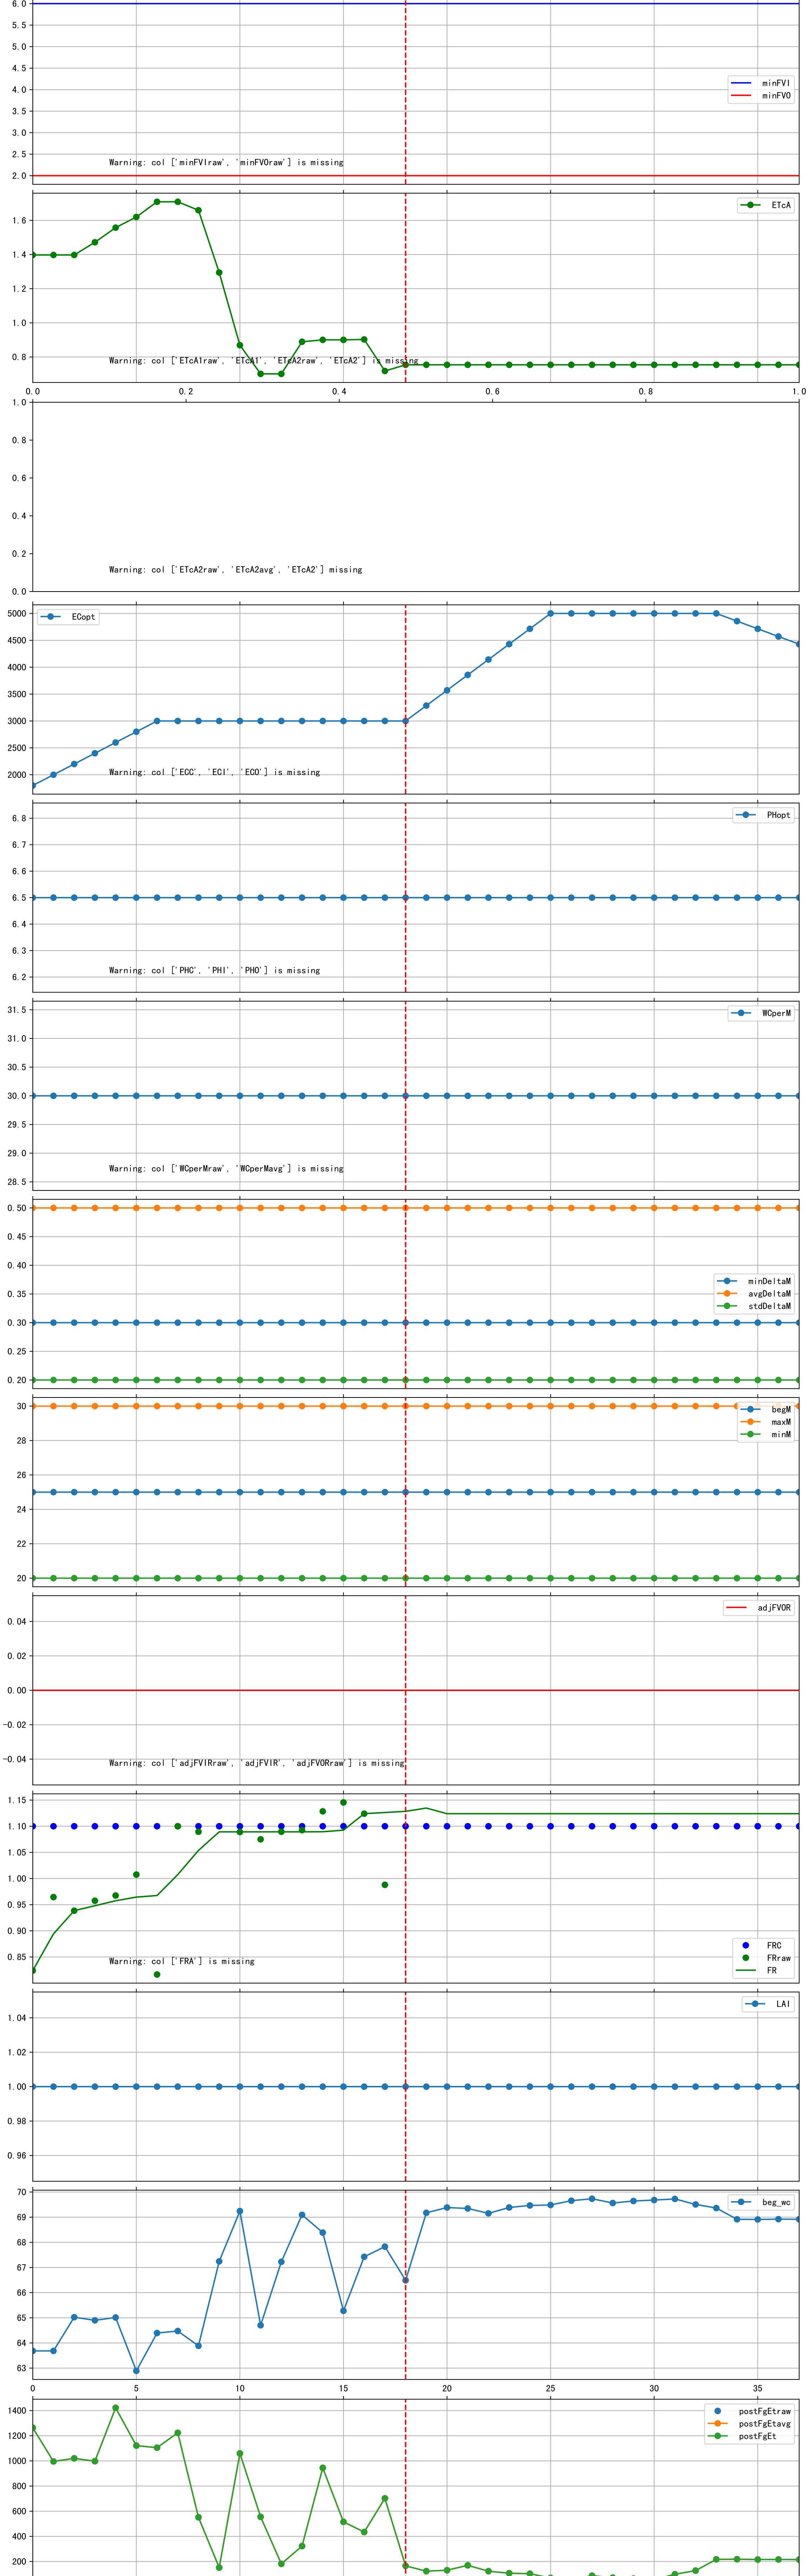 6.0
5.5
5.0
4.5
4.0
3.5
3.0
2.5
2.0
minFVI
minFVO
Warning: col ['minFVIraw', 'minFVOraw'] is missing
1.6
1.4
1.2
1.0
0.8
ETcA
Warning: col ['ETcA1raw', 'ETcA1', 'ETcA2raw', 'ETcA2'] is missing
0.0 0.2 0.4 0.6 0.8 1.0
1.0
0.8
0.6
0.4
0.2
0.0
Warning: col ['ETcA2raw', 'ETcA2avg', 'ETcA2'] missing
5000
4500
4000
3500
3000
2500
2000
ECopt
Warning: col ['ECC', 'ECI', 'ECO'] is missing
6.8
6.7
6.6
6.5
6.4
6.3
6.2
PHopt
Warning: col ['PHC', 'PHI', 'PHO'] is missing
31.5
31.0
30.5
30.0
29.5
29.0
28.5
WCperM
Warning: col ['WCperMraw', 'WCperMavg'] is missing
0.50
0.45
0.40
0.35
0.30
0.25
0.20
minDeltaM
avgDeltaM
stdDeltaM
30
28
26
24
22
20
begM
maxM
minM
0.04
0.02
0.00
−0.02
−0.04
adjFVOR
Warning: col ['adjFVIRraw', 'adjFVIR', 'adjFVORraw'] is missing
1.15
1.10
1.05
1.00
0.95
0.90
0.85
FRC
FRraw
FR
Warning: col ['FRA'] is missing
1.04
1.02
1.00
0.98
0.96
LAI
70
69
68
67
66
65
64
63
beg_wc
0 5 10 15 20 25 30 35
1400
1200
1000
800
600
400
200
postFgEtraw
postFgEtavg
postFgEt